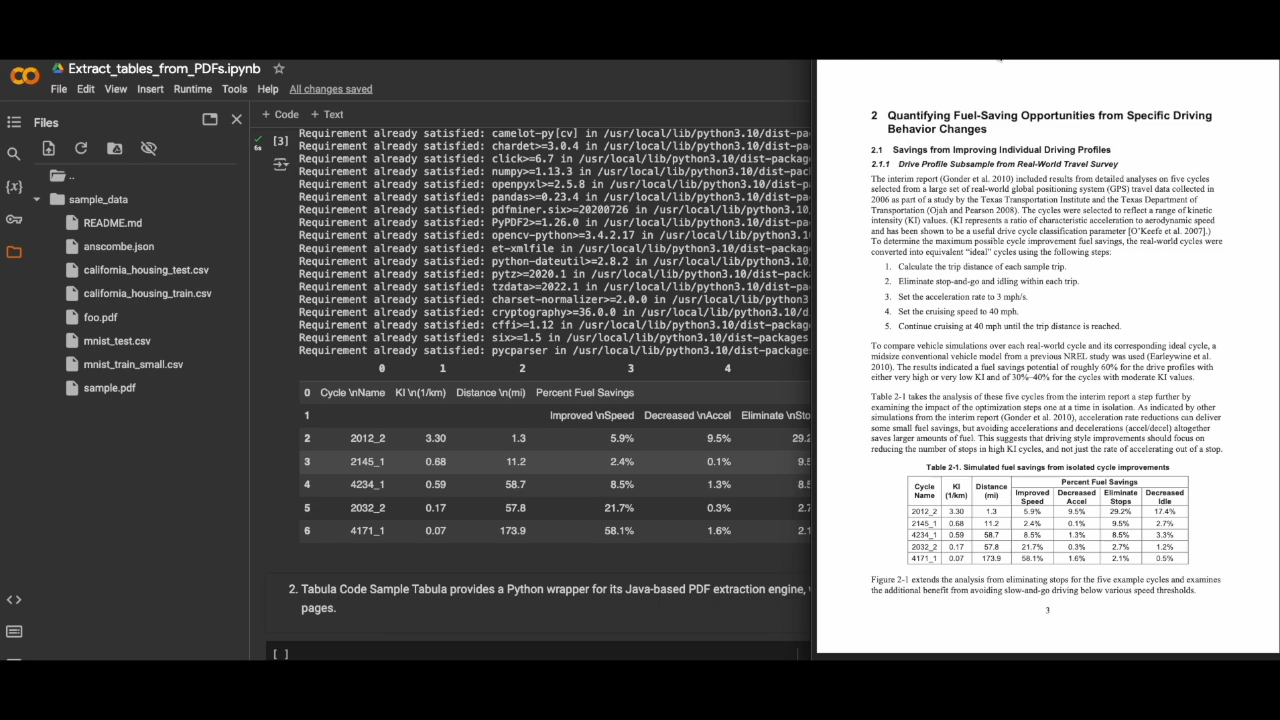 Extract_tables_from_PDFs.ipynb
File Edit View Insert Runtime Tools Help All changes saved
Files
..
sample_data
README.md
anscombe.json
california_housing_test.csv
california_housing_train.csv
foo.pdf
mnist_test.csv
mnist_train_small.csv
sample.pdf
+ Code + Text
[3]
6s
Requirement already satisfied: camelot-py[cv] in /usr/local/lib/python3.10/dist-pa
Requirement already satisfied: chardet>=3.0.4 in /usr/local/lib/python3.10/dist-pa
Requirement already satisfied: click>=6.7 in /usr/local/lib/python3.10/dist-packag
Requirement already satisfied: numpy>=1.13.3 in /usr/local/lib/python3.10/dist-pac
Requirement already satisfied: openpyxl>=2.5.8 in /usr/local/lib/python3.10/dist-p
Requirement already satisfied: pandas>=0.23.4 in /usr/local/lib/python3.10/dist-pa
Requirement already satisfied: pdfminer.six>=20200726 in /usr/local/lib/python3.10
Requirement already satisfied: PyPDF2>=1.26.0 in /usr/local/lib/python3.10/dist-pa
Requirement already satisfied: opencv-python>=3.4.2.17 in /usr/local/lib/python3.1
Requirement already satisfied: et-xmlfile in /usr/local/lib/python3.10/dist-packag
Requirement already satisfied: python-dateutil>=2.8.2 in /usr/local/lib/python3.10
Requirement already satisfied: pytz>=2020.1 in /usr/local/lib/python3.10/dist-pack
Requirement already satisfied: tzdata>=2022.1 in /usr/local/lib/python3.10/dist-pa
Requirement already satisfied: charset-normalizer>=2.0.0 in /usr/local/lib/python3
Requirement already satisfied: cryptography>=36.0.0 in /usr/local/lib/python3.10/d
Requirement already satisfied: cffi>=1.12 in /usr/local/lib/python3.10/dist-packag
Requirement already satisfied: six>=1.5 in /usr/local/lib/python3.10/dist-packages
Requirement already satisfied: pycparser in /usr/local/lib/python3.10/dist-package
0 1 2 3 4
0 Cycle \nName KI \n(1/km) Distance \n(mi) Percent Fuel Savings
1 Improved \nSpeed Decreased \nAccel Eliminate \nSto
2 2012_2 3.30 1.3 5.9% 9.5% 29.2
3 2145_1 0.68 11.2 2.4% 0.1% 9.5
4 4234_1 0.59 58.7 8.5% 1.3% 8.5
5 2032_2 0.17 57.8 21.7% 0.3% 2.7
6 4171_1 0.07 173.9 58.1% 1.6% 2.1
2. Tabula Code Sample Tabula provides a Python wrapper for its Java-based PDF extraction engine,
pages.
[ ]
2 Quantifying Fuel-Saving Opportunities from Specific Driving
Behavior Changes
2.1 Savings from Improving Individual Driving Profiles
2.1.1 Drive Profile Subsample from Real-World Travel Survey
The interim report (Gonder et al. 2010) included results from detailed analyses on five cycles
selected from a large set of real-world global positioning system (GPS) travel data collected in
2006 as part of a study by the Texas Transportation Institute and the Texas Department of
Transportation (Ojah and Pearson 2008). The cycles were selected to reflect a range of kinetic
intensity (KI) values. (KI represents a ratio of characteristic acceleration to aerodynamic speed
and has been shown to be a useful drive cycle classification parameter [O'Keefe et al. 2007].)
To determine the maximum possible cycle improvement fuel savings, the real-world cycles were
converted into equivalent “ideal” cycles using the following steps:
1. Calculate the trip distance of each sample trip.
2. Eliminate stop-and-go and idling within each trip.
3. Set the acceleration rate to 3 mph/s.
4. Set the cruising speed to 40 mph.
5. Continue cruising at 40 mph until the trip distance is reached.
To compare vehicle simulations over each real-world cycle and its corresponding ideal cycle, a
midsize conventional vehicle model from a previous NREL study was used (Earleywine et al.
2010). The results indicated a fuel savings potential of roughly 60% for the drive profiles with
either very high or very low KI and of 30%–40% for the cycles with moderate KI values.
Table 2-1 takes the analysis of these five cycles from the interim report a step further by
examining the impact of the optimization steps one at a time in isolation. As indicated by other
simulations from the interim report (Gonder et al. 2010), acceleration rate reductions can deliver
some small fuel savings, but avoiding accelerations and decelerations (accel/decel) altogether
saves larger amounts of fuel. This suggests that driving style improvements should focus on
reducing the number of stops in high KI cycles, and not just the rate of accelerating out of a stop.
Table 2-1. Simulated fuel savings from isolated cycle improvements
Cycle Name KI (1/km) Distance (mi) Percent Fuel Savings
Improved Speed Decreased Accel Eliminate Stops Decreased Idle
2012_2 3.30 1.3 5.9% 9.5% 29.2% 17.4%
2145_1 0.68 11.2 2.4% 0.1% 9.5% 2.7%
4234_1 0.59 58.7 8.5% 1.3% 8.5% 3.3%
2032_2 0.17 57.8 21.7% 0.3% 2.7% 1.2%
4171_1 0.07 173.9 58.1% 1.6% 2.1% 0.5%
Figure 2-1 extends the analysis from eliminating stops for the five example cycles and examines
the additional benefit from avoiding slow-and-go driving below various speed thresholds.
3